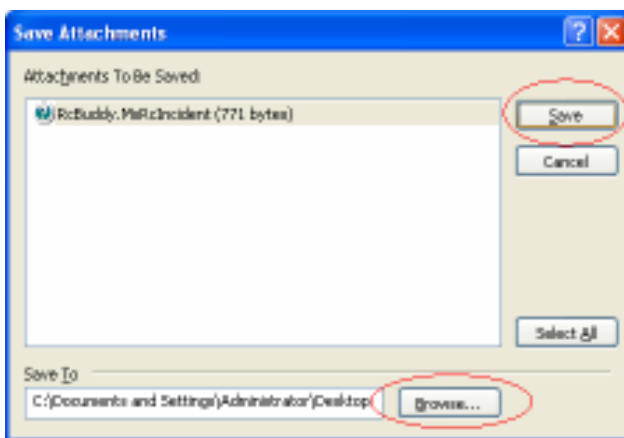 Save Attachments
Attachments To Be Saved:
RcBuddy.MsRcIncident (771 bytes)
Save
Cancel
Select All
Save To
C:\Documents and Settings\Administrator\Desktop
Browse...